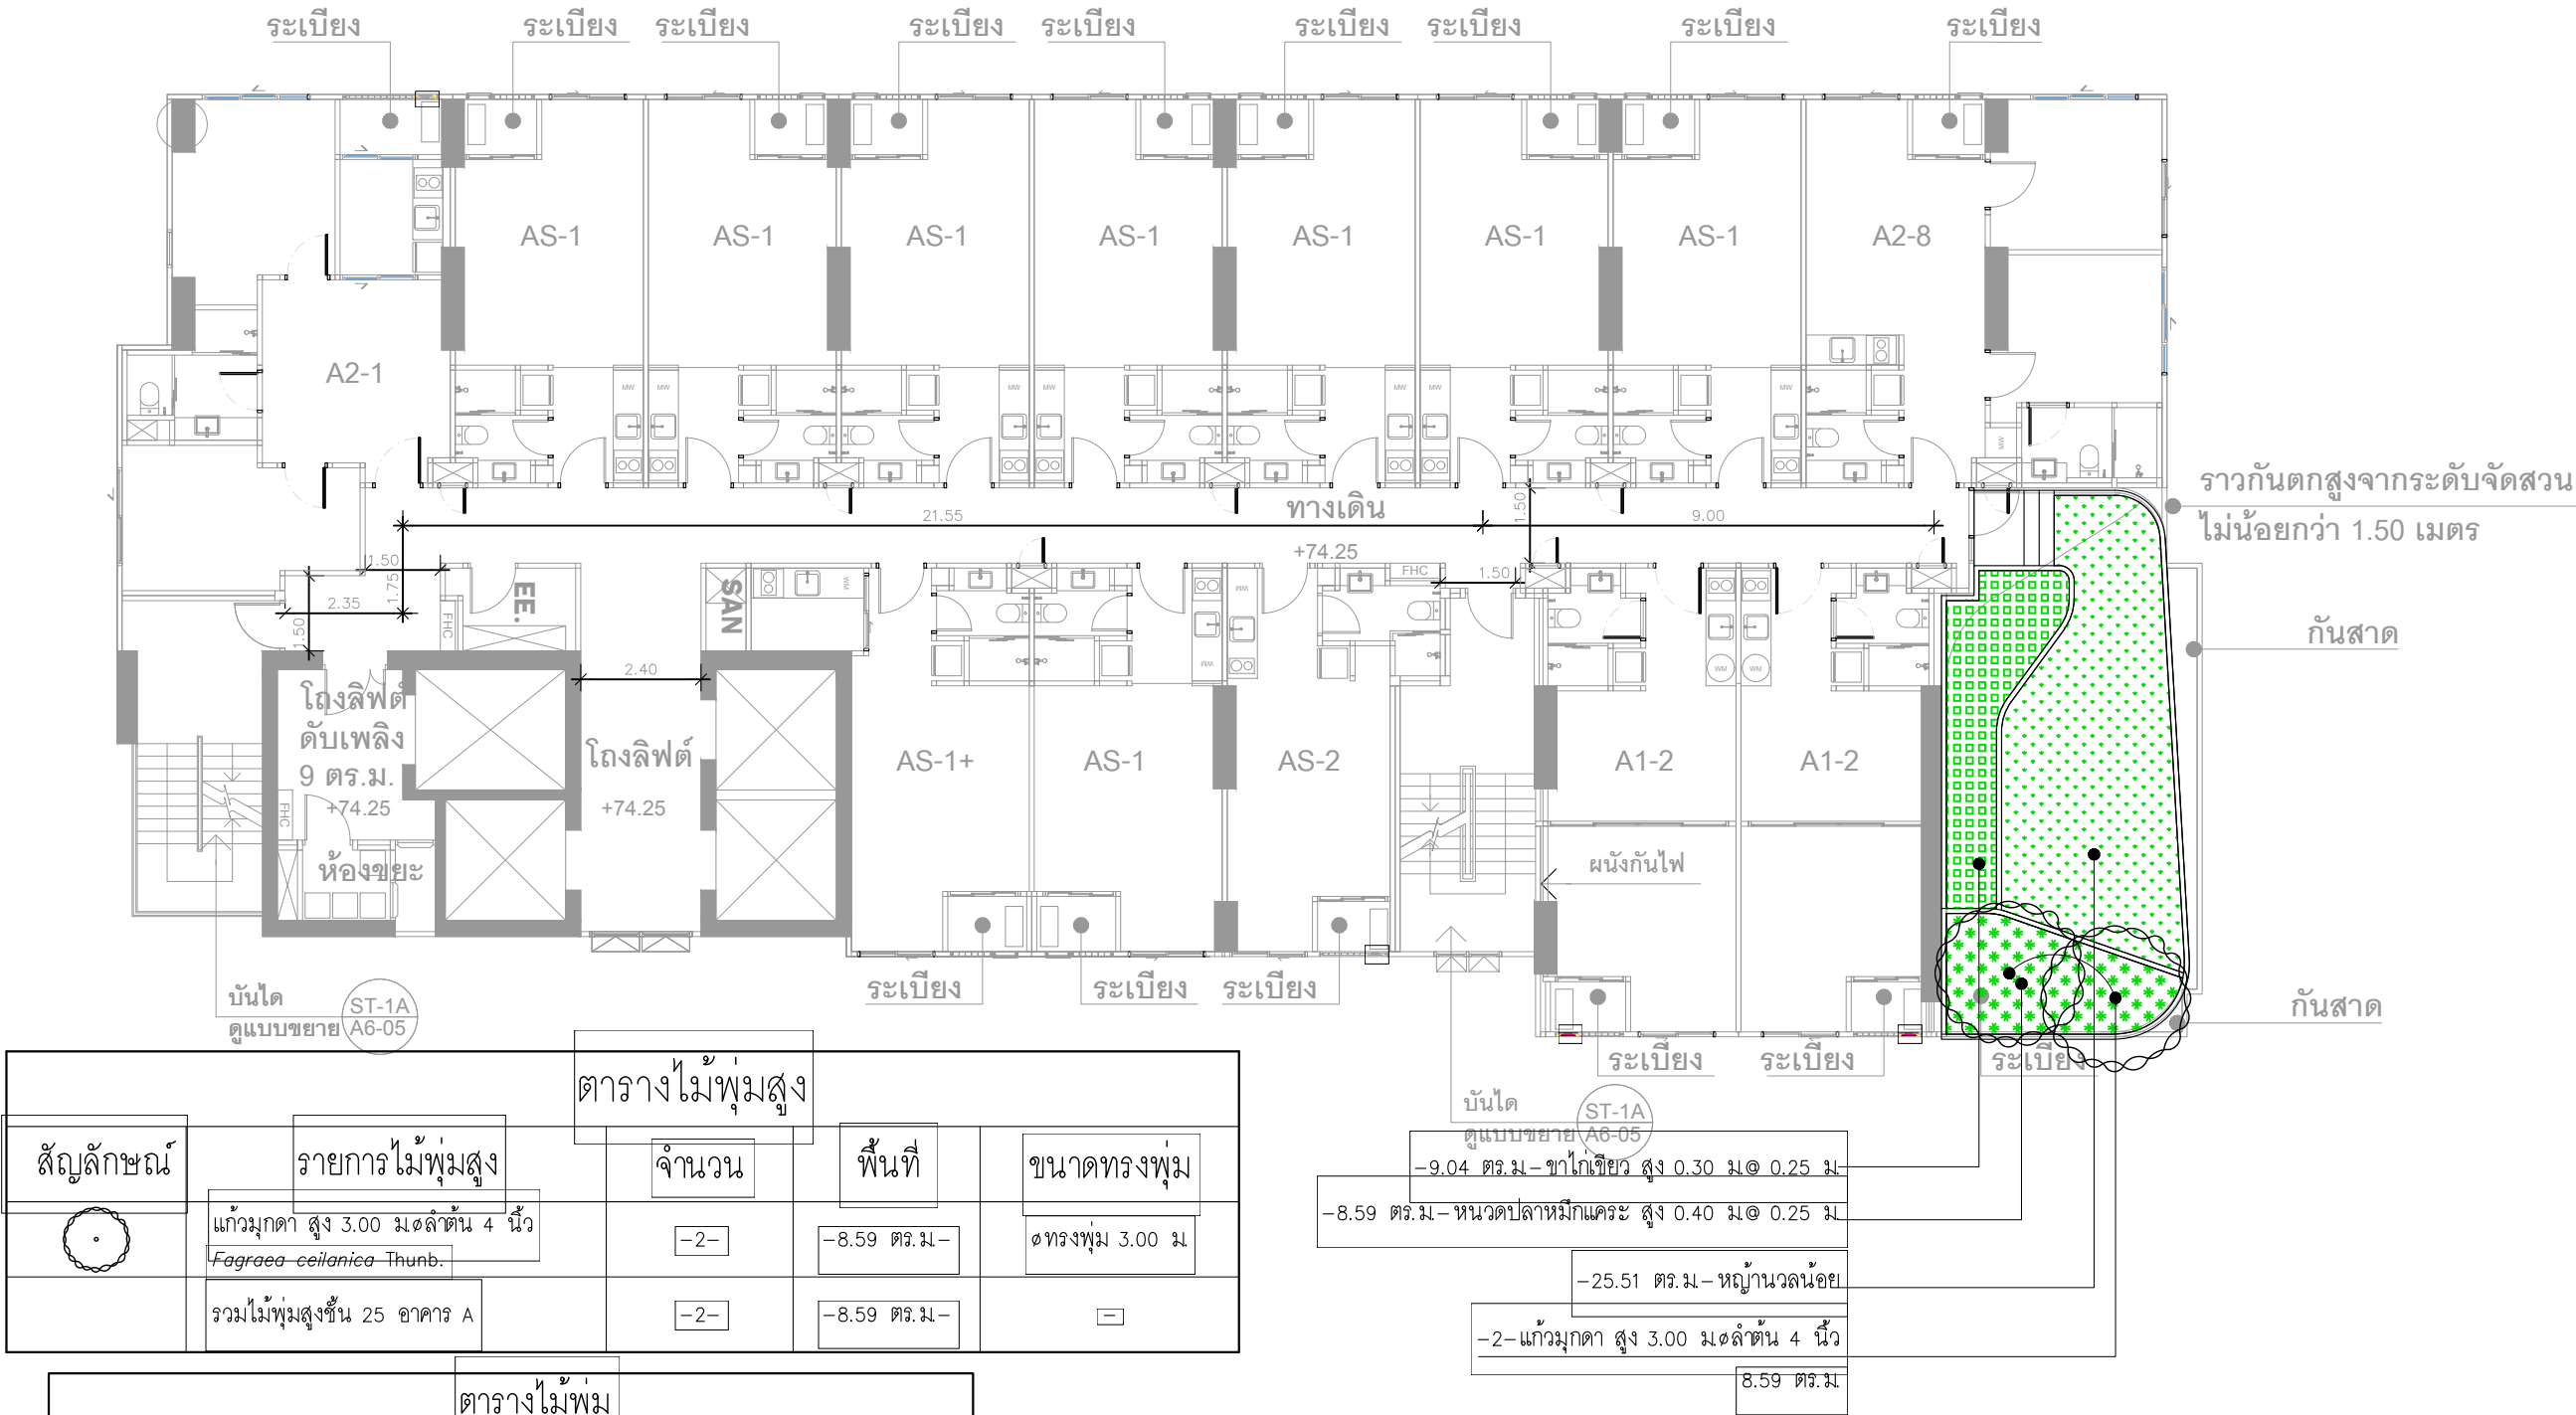 ระเบียง ระเบียง ระเบียง ระเบียง ระเบียง ระเบียง ระเบียง ระเบียง ระเบียง
AS-1 AS-1 AS-1 AS-1 AS-1 AS-1 AS-1 A2-8
A2-1
MW MW MW MW MW MW MW MW
ราวกันตกสูงจากระดับจัดสวน
ไม่น้อยกว่า 1.50 เมตร
21.55 ทางเดิน 1.50 9.00
+74.25
1.50 1.75 2.35 1.50
FHC EE. SAN WM FHC 1.50
WM WM WM WM
กันสาด
2.40
โถงลิฟต์
ดับเพลิง
9 ตร.ม.
+74.25
FHC
โถงลิฟต์
+74.25
AS-1+ AS-1 AS-2 A1-2 A1-2
ห้องขยะ
ผนังกันไฟ
ระเบียง ระเบียง ระเบียง
บันได
ดูแบบขยาย
ST-1A
A6-05
กันสาด
ระเบียง ระเบียง ระเบียง
บันได
ดูแบบขยาย
ST-1A
A6-05
-9.04 ตร.ม.-ขาไก่เขียว สูง 0.30 ม.@ 0.25 ม.
-8.59 ตร.ม.-หนวดปลาหมึกแคระ สูง 0.40 ม.@ 0.25 ม.
-25.51 ตร.ม.-หญ้านวลน้อย
-2-แก้วมุกดา สูง 3.00 ม.ø ลำต้น 4 นิ้ว
8.59 ตร.ม.
ตารางไม้พุ่มสูง
สัญลักษณ์ รายการไม้พุ่มสูง จำนวน พื้นที่ ขนาดทรงพุ่ม
แก้วมุกดา สูง 3.00 ม.ø ลำต้น 4 นิ้ว -2- -8.59 ตร.ม.- øทรงพุ่ม 3.00 ม.
Fagraea ceilanica Thunb.
รวมไม้พุ่มสูงชั้น 25 อาคาร A -2- -8.59 ตร.ม.- -
ตารางไม้พุ่ม